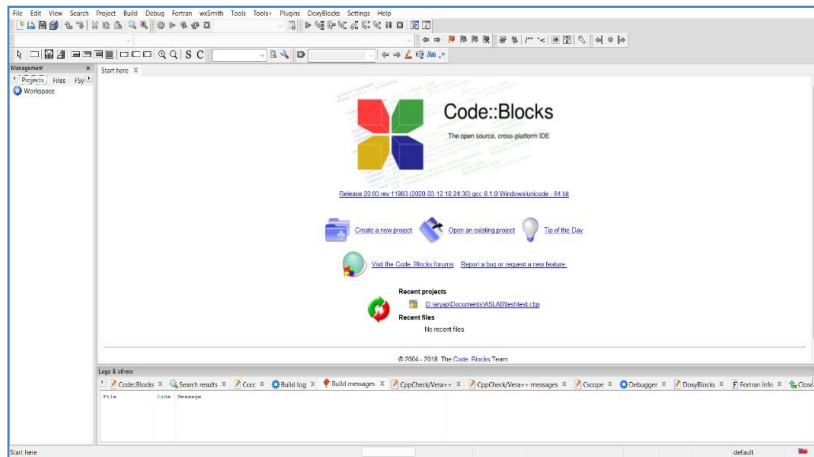 File Edit View Search Project Build Debug Fortran wxSmith Tools Tools+ Plugins DoxyBlocks Settings Help
S C
Management
Start here X
Projects Files FSy
Workspace
Code::Blocks
The open source, cross-platform IDE
Release 20.03 rev 11983 (2020-03-12 18:24:30) gcc 8.1.0 Windows/unicode - 64 bit
Create a new project Open an existing project Tip of the Day
Visit the Code::Blocks forums Report a bug or request a new feature
Recent projects
Recent files
No recent files
© 2004 - 2018 The Code::Blocks Team
Logs & others
Code::Blocks X Search results X Cccc X Build log X Build messages X CppCheck/Vera++ X CppCheck/Vera++ messages X Cscope X Debugger X DoxyBlocks X Fortran info X Closed
File Line Message
Start here default